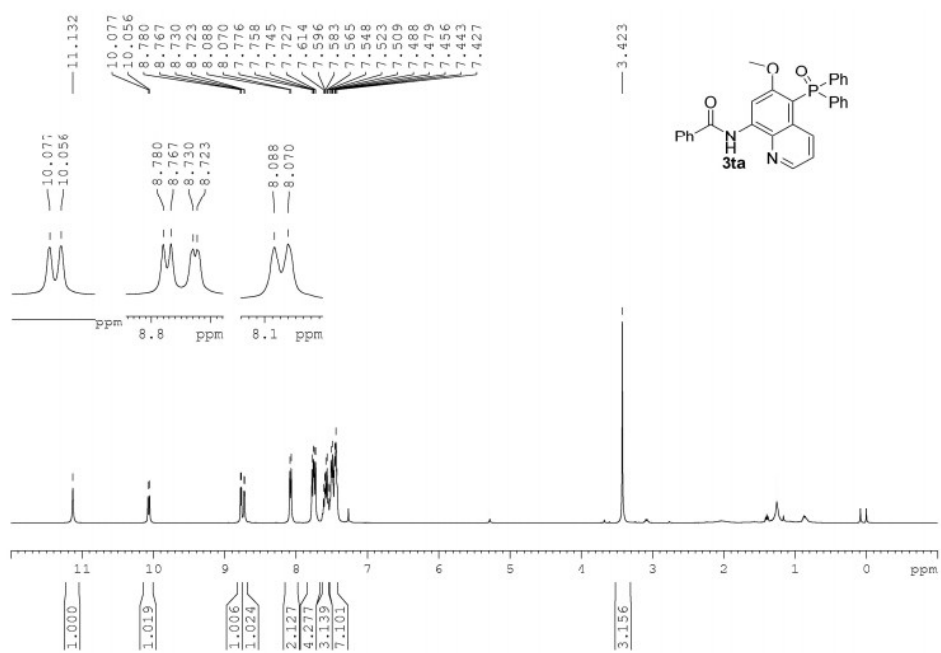 11.132
10.077
10.056
8.780
8.767
8.730
8.723
8.088
8.070
7.776
7.758
7.745
7.727
7.614
7.596
7.583
7.565
7.548
7.523
7.509
7.488
7.479
7.456
7.443
7.427
3.423
O
O
P
Ph
Ph
O
Ph
N
H
N
3ta
10.077
10.056
8.780
8.767
8.730
8.723
8.088
8.070
ppm
8.8 ppm
8.1 ppm
11 10 9 8 7 6 5 4 3 2 1 0 ppm
1.000
1.019
1.006
1.024
2.127
4.277
3.139
7.101
3.156